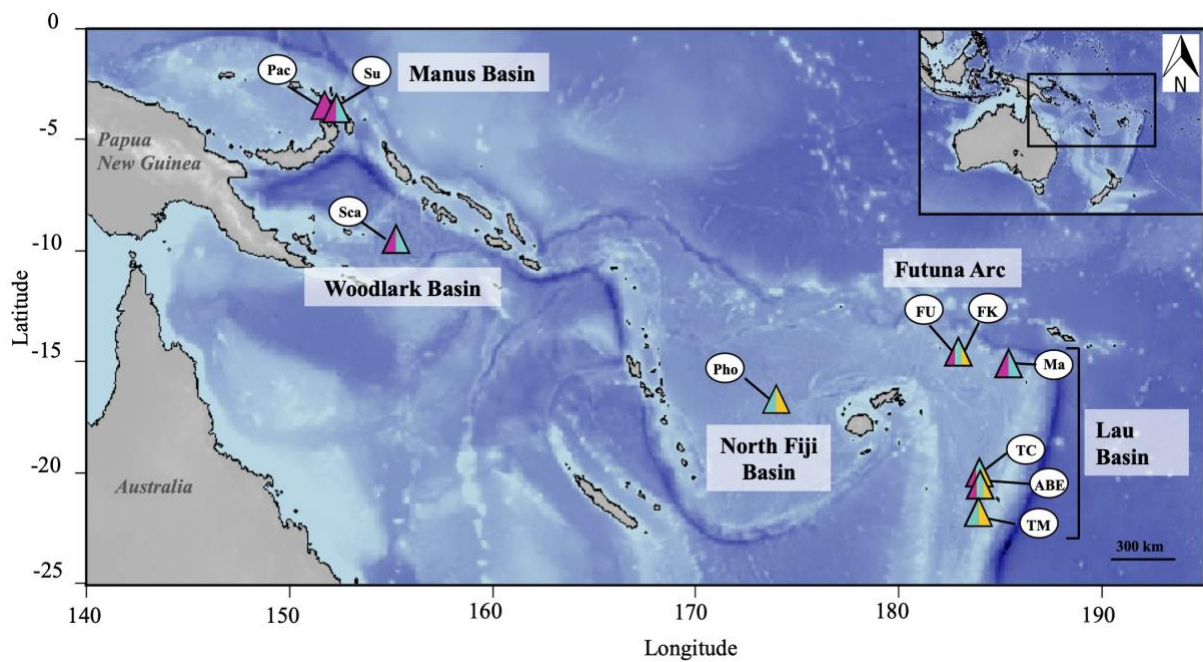 0
-5
-10
-15
-20
-25
Latitude
140
150
160
170
180
190
Longitude
Pac
Su
Manus Basin
Papua
New Guinea
Sca
Woodlark Basin
Australia
Pho
North Fiji
Basin
Futuna Arc
FU
FK
Ma
TC
ABE
TM
Lau
Basin
300 km
N